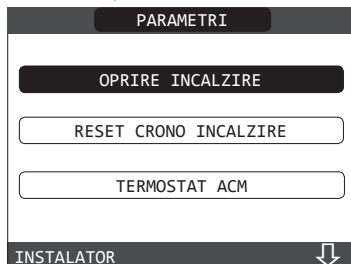 PARAMETRI
OPRIRE INCALZIRE
RESET CRONO INCALZIRE
TERMOSTAT ACM
INSTALATOR